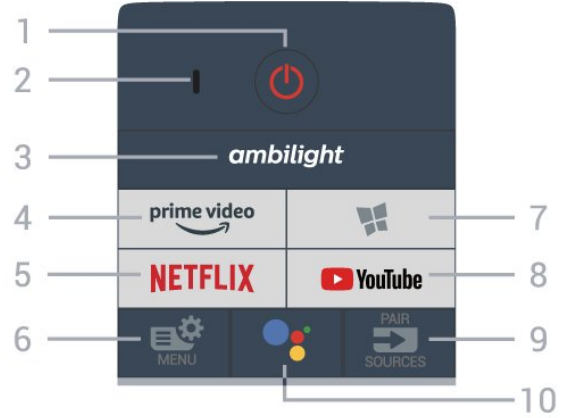 1
2
3 ambilight
4 prime video
7
5 NETFLIX
YouTube 8
6 MENU
PAIR
SOURCES 9
10